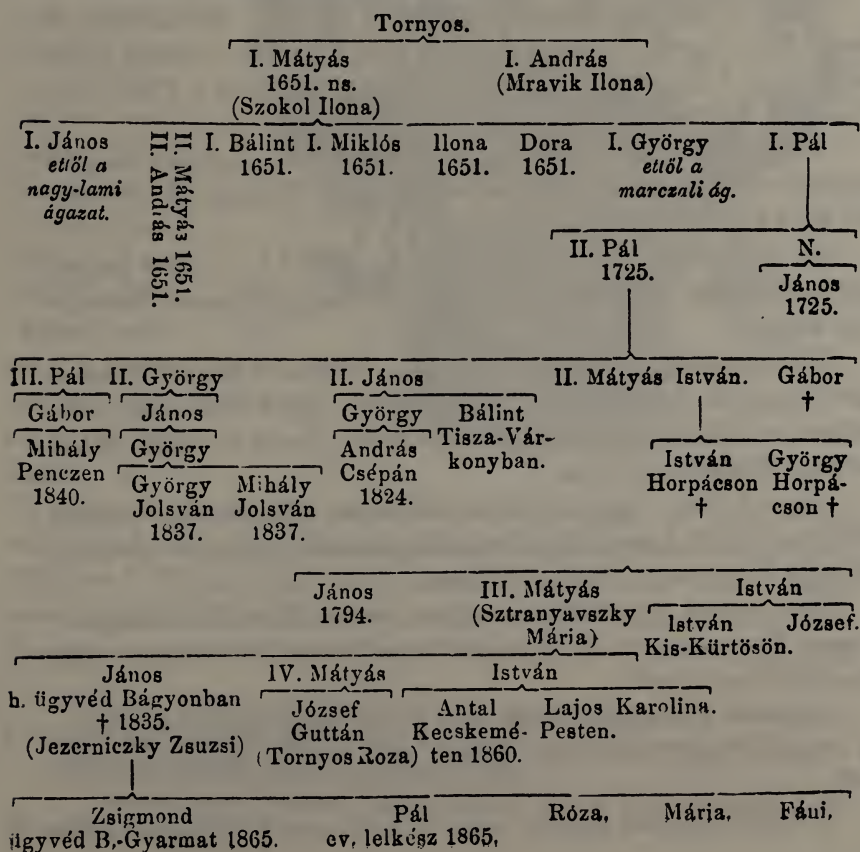 Tornyos.
I. Mátyás I. András
1651. ns. (Mravik Ilona)
(Szokol Ilona)
I. János II. Mátyás 1651. I. Bálint I. Miklós Ilona Dora I. György I. Pál
ettől a II. András 1651. 1651. 1651. 1651. 1651. ettől a
nagy-lami marczali ág.
ágazat.
II. Pál N.
1725. János
1725.
III. Pál II. György II. János II. Mátyás István. Gábor
†
Gábor János György Bálint
Mihály György András Tisza-Vár-
Penczen Csépán konyban.
1840. 1824.
György Mihály
Jolsván Jolsván
1837. 1837.
István György
Horpácson Horpá-
† cson †
János III. Mátyás István
1794. (Sztranyavszky
Mária)
István József.
Kis-Kürtösön.
János IV. Mátyás István
h. ügyvéd Bágyonban
† 1835.
(Jezerniczky Zsuzsi)
József Antal Lajos Karolina.
Guttán Kecskemé- Pesten.
(Tornyos Roza) ten 1860.
Zsigmond Pál Róza, Márja, Fáui,
ügyvéd B,-Gyarmat 1865. ev, lelkész 1865,